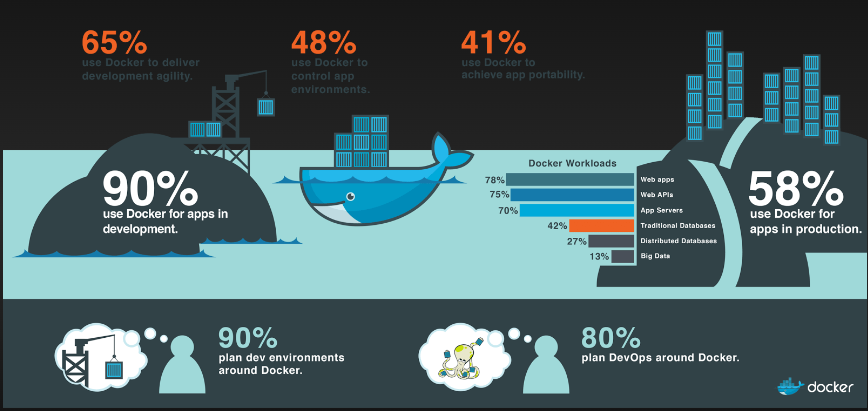 65%
use Docker to deliver
development agility.
48%
use Docker to
control app
environments.
41%
use Docker to
achieve app portability.
90%
use Docker for apps in
development.
Docker Workloads
78% Web apps
75% Web APIs
70% App Servers
42% Traditional Databases
27% Distributed Databases
13% Big Data
58%
use Docker for
apps in production.
90%
plan dev environments
around Docker.
80%
plan DevOps around Docker.
docker